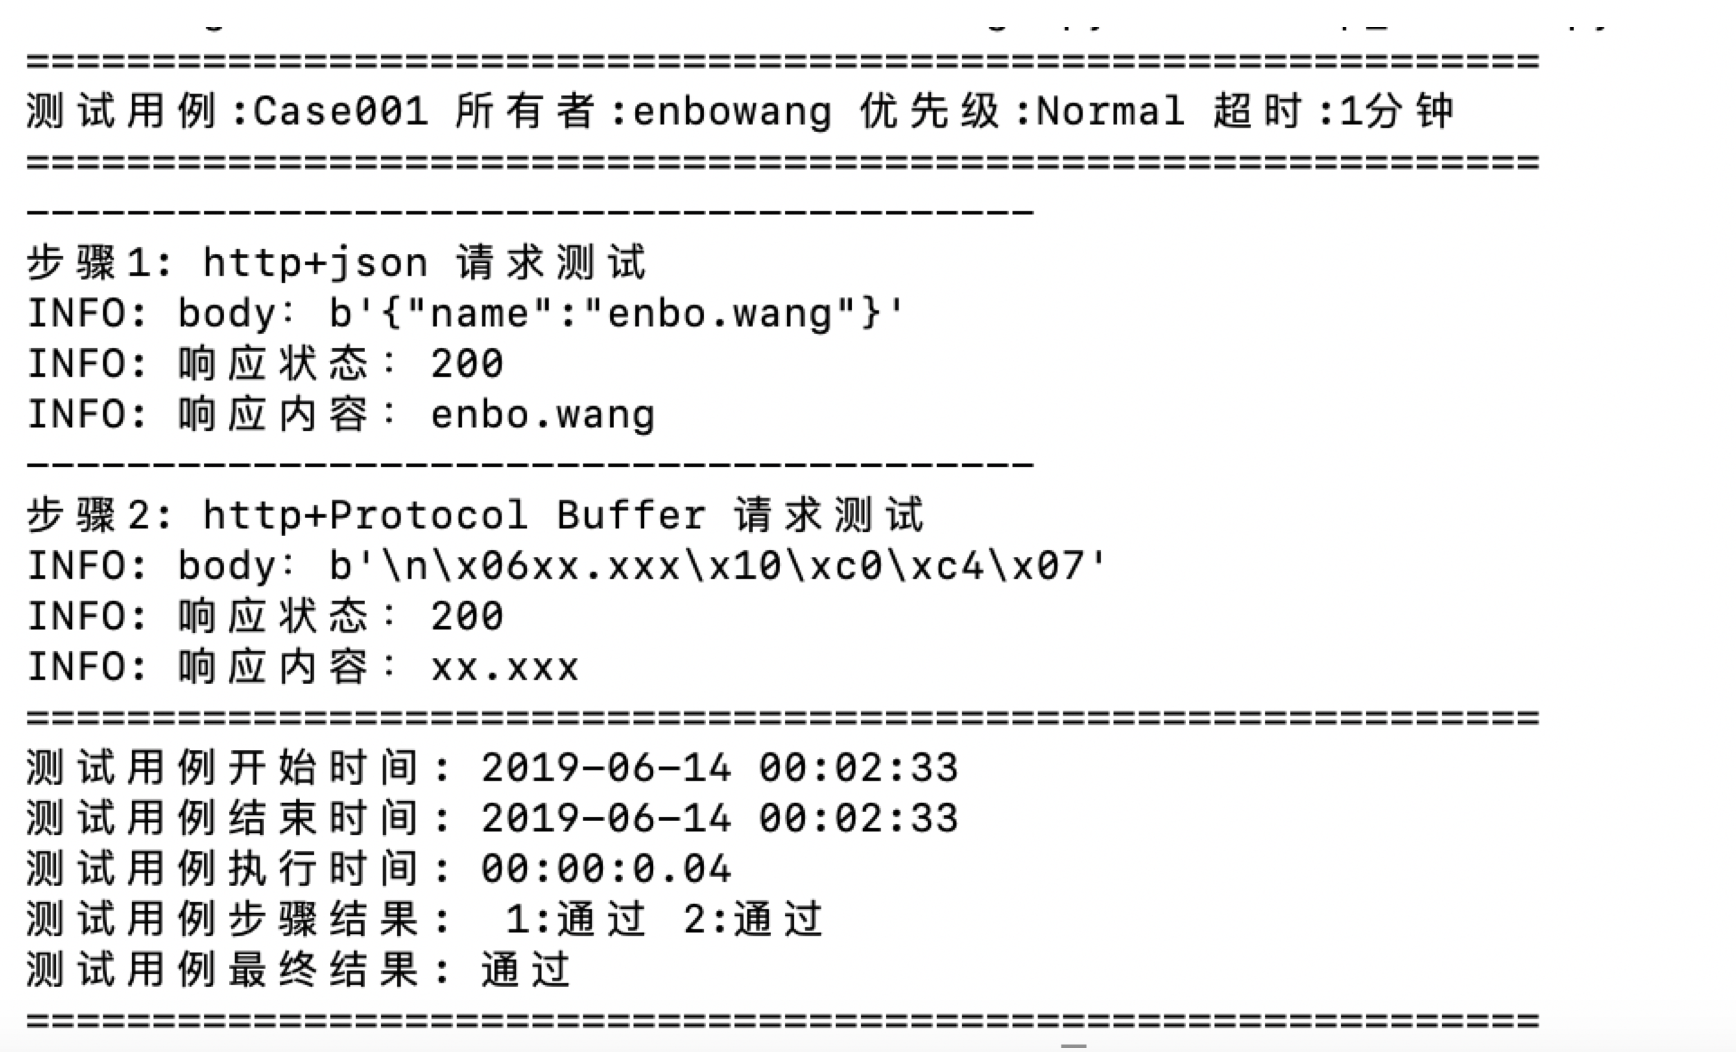 ============================================================
测试用例:Case001 所有者:enbowang 优先级:Normal 超时:1分钟
============================================================
----------------------------------------
步骤1: http+json 请求测试
INFO: body: b'{"name":"enbo.wang"}'
INFO: 响应状态: 200
INFO: 响应内容: enbo.wang
----------------------------------------
步骤2: http+Protocol Buffer 请求测试
INFO: body: b'\n\x06xx.xxx\x10\xc0\xc4\x07'
INFO: 响应状态: 200
INFO: 响应内容: xx.xxx
============================================================
测试用例开始时间: 2019-06-14 00:02:33
测试用例结束时间: 2019-06-14 00:02:33
测试用例执行时间: 00:00:0.04
测试用例步骤结果:  1:通过 2:通过
测试用例最终结果: 通过
============================================================